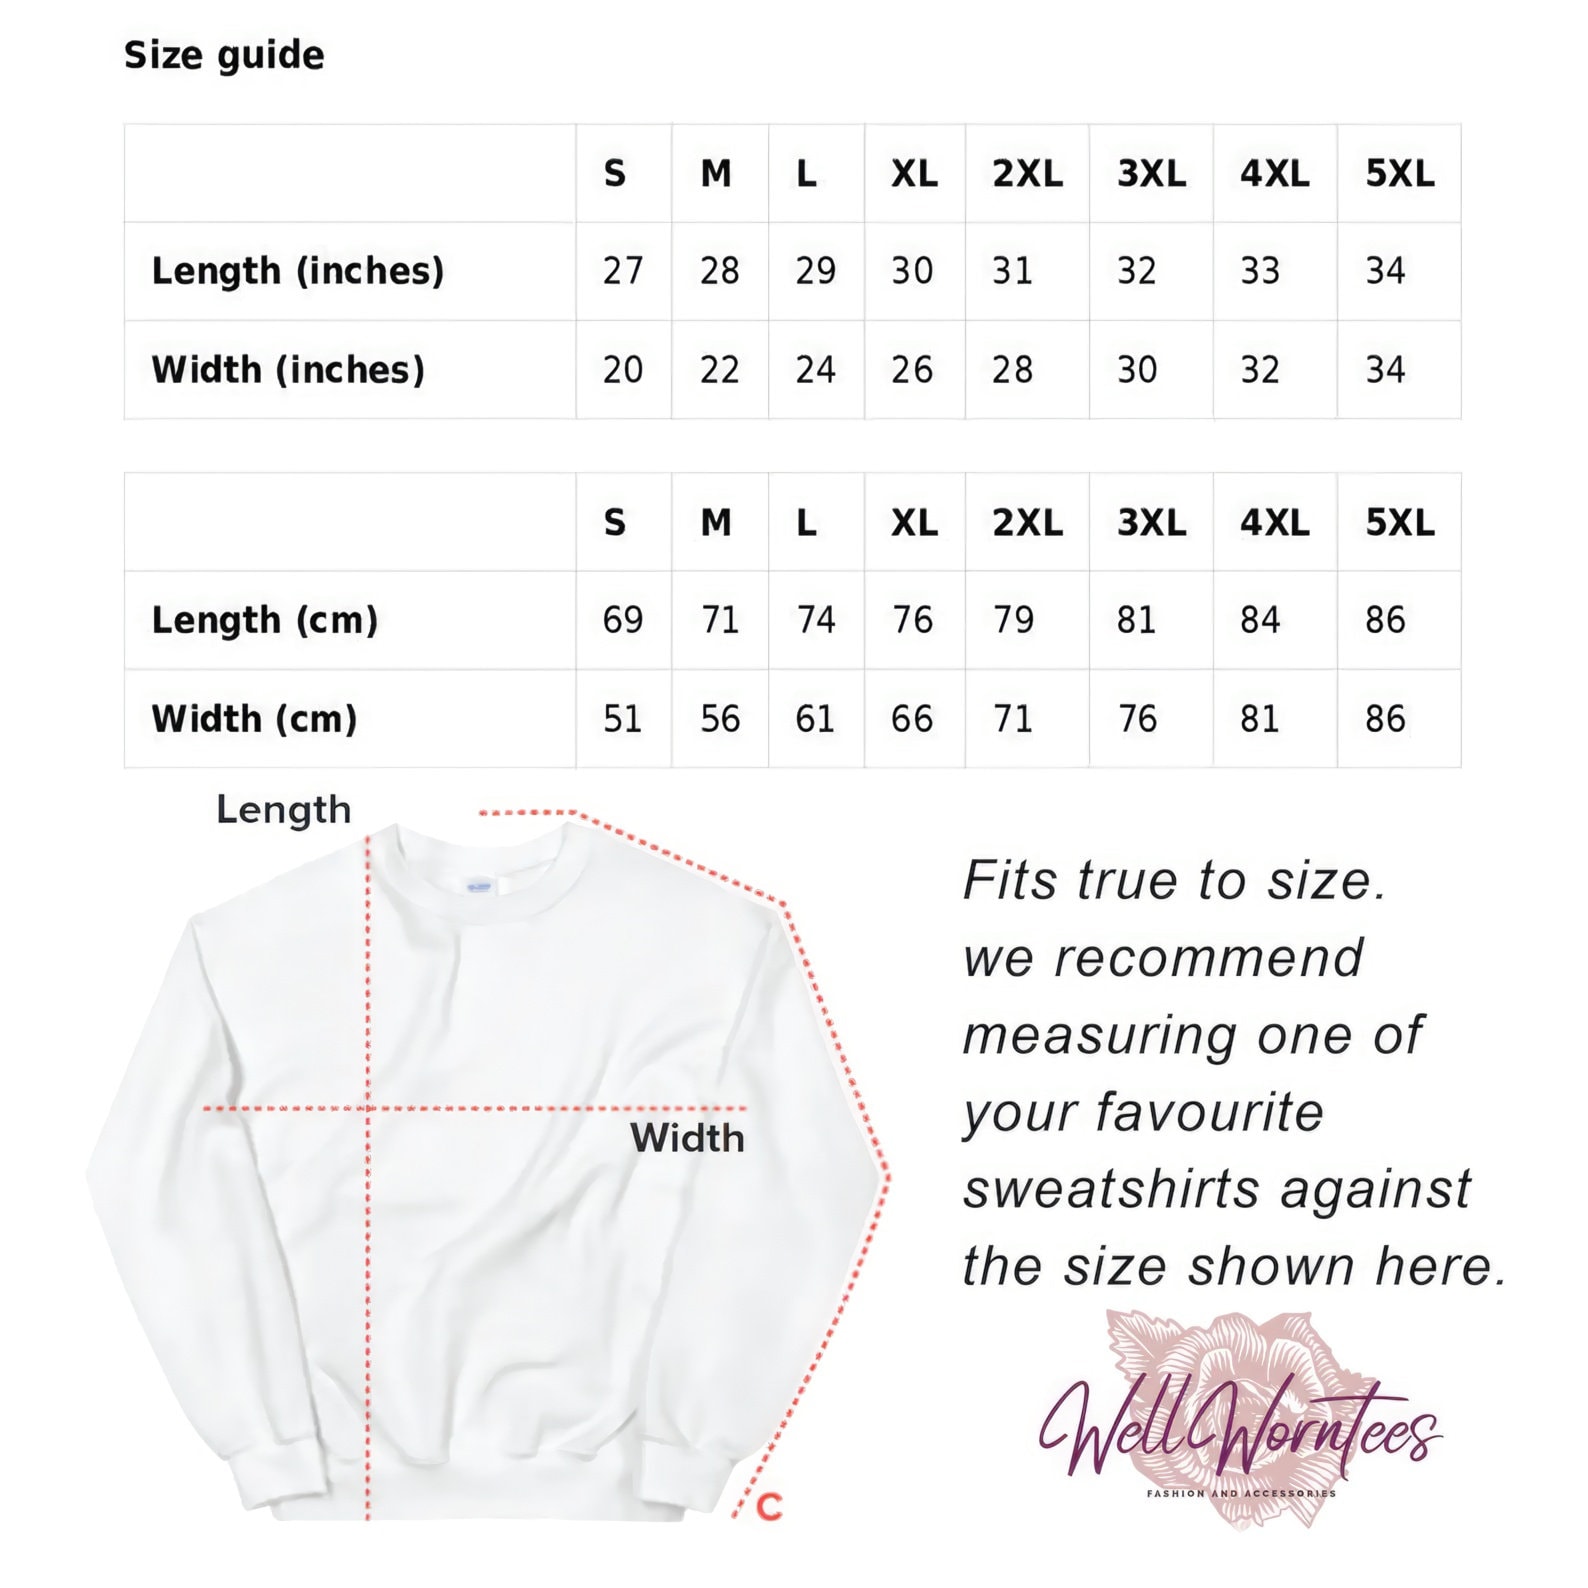 Size guide
S M L XL 2XL 3XL 4XL 5XL
Length (inches) 27 28 29 30 31 32 33 34
Width (inches) 20 22 24 26 28 30 32 34
S M L XL 2XL 3XL 4XL 5XL
Length (cm) 69 71 74 76 79 81 84 86
Width (cm) 51 56 61 66 71 76 81 86
Length
Width
C
Fits true to size.
we recommend
measuring one of
your favourite
sweatshirts against
the size shown here.
WellWorntees
FASHION AND ACCESSORIES